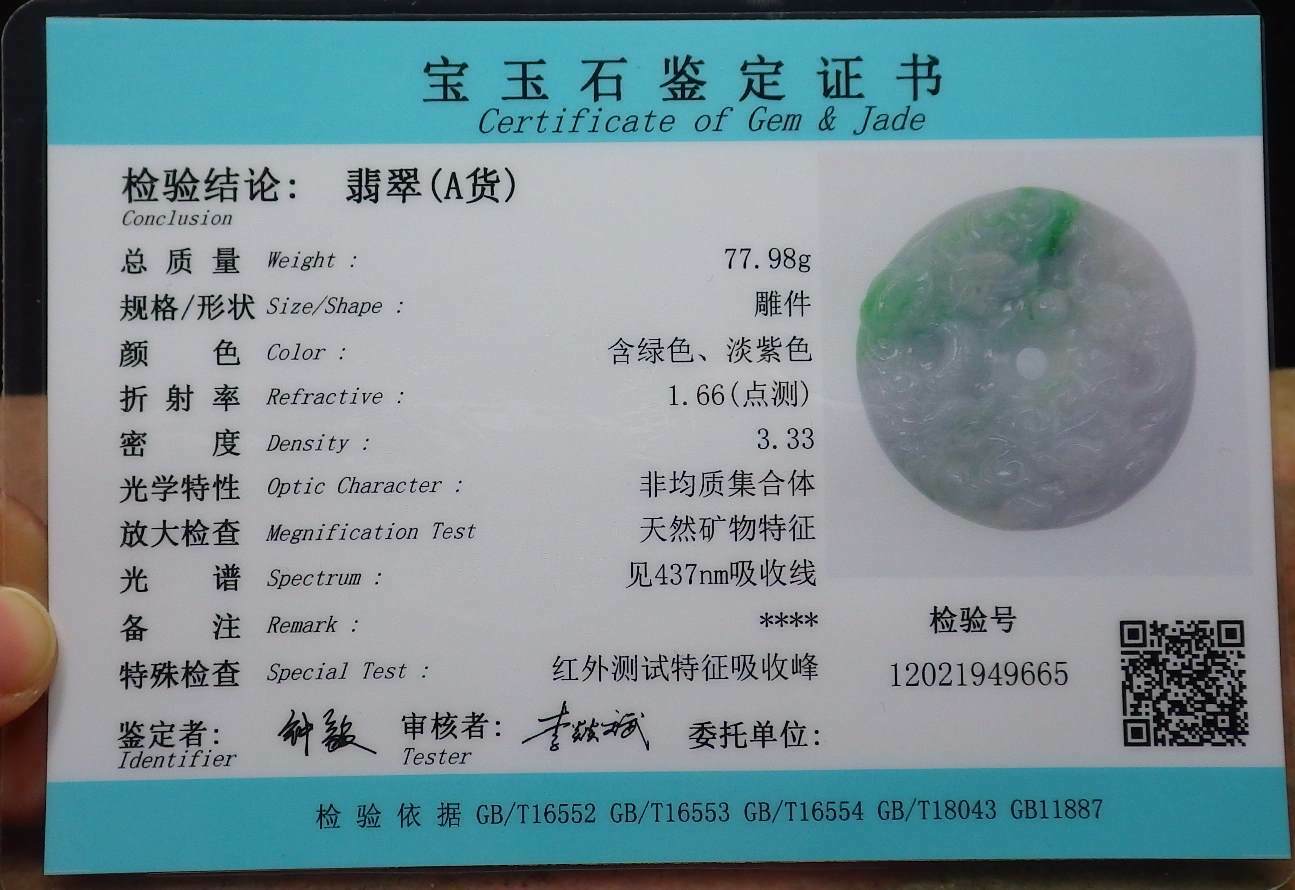 宝玉石鉴定证书
Certificate of Gem & Jade
检验结论: 翡翠(A货)
Conclusion
总质量 Weight : 77.98g
规格/形状 Size/Shape : 雕件
颜色 Color : 含绿色、淡紫色
折射率 Refractive : 1.66(点测)
密度 Density : 3.33
光学特性 Optic Character : 非均质集合体
放大检查 Megnification Test 天然矿物特征
光谱 Spectrum : 见437nm吸收线
备注 Remark : ****
特殊检查 Special Test : 红外测试特征吸收峰
检验号
12021949665
鉴定者: 钟毅 审核者: 委托单位:
Identifier Tester
检验依据 GB/T16552 GB/T16553 GB/T16554 GB/T18043 GB11887